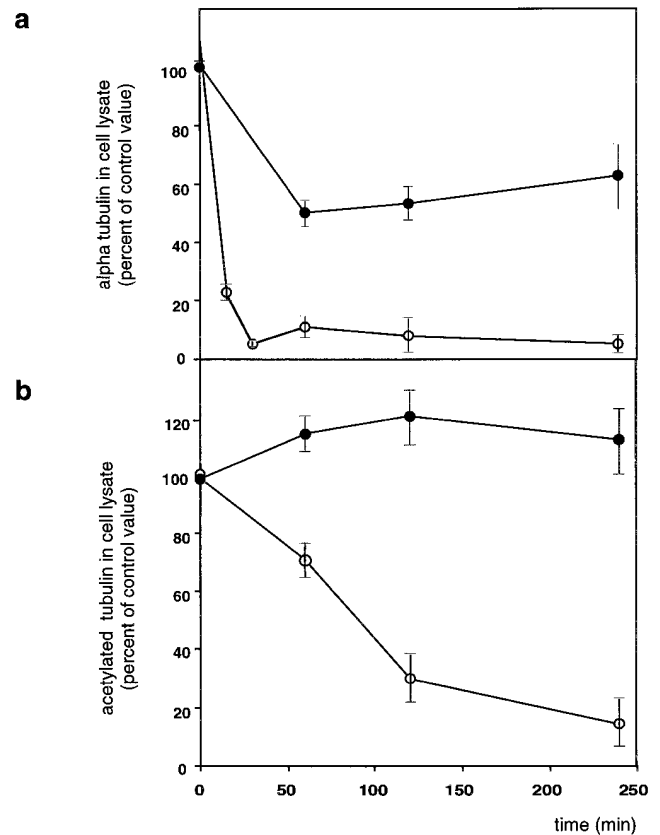 a
alpha tubulin in cell lysate
(percent of control value)
100
80
60
40
20
0
b
acetylated tubulin in cell lysate
(percent of control value)
120
100
80
60
40
20
0
0 50 100 150 200 250
time (min)